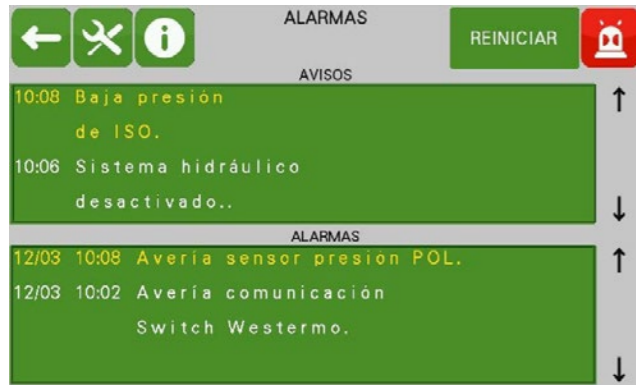 ALARMAS
REINICIAR
AVISOS
10:08 Baja presión
de ISO.
10:06 Sistema hidráulico
desactivado..
ALARMAS
12/03 10:08 Avería sensor presión POL.
12/03 10:02 Avería comunicación
Switch Westermo.